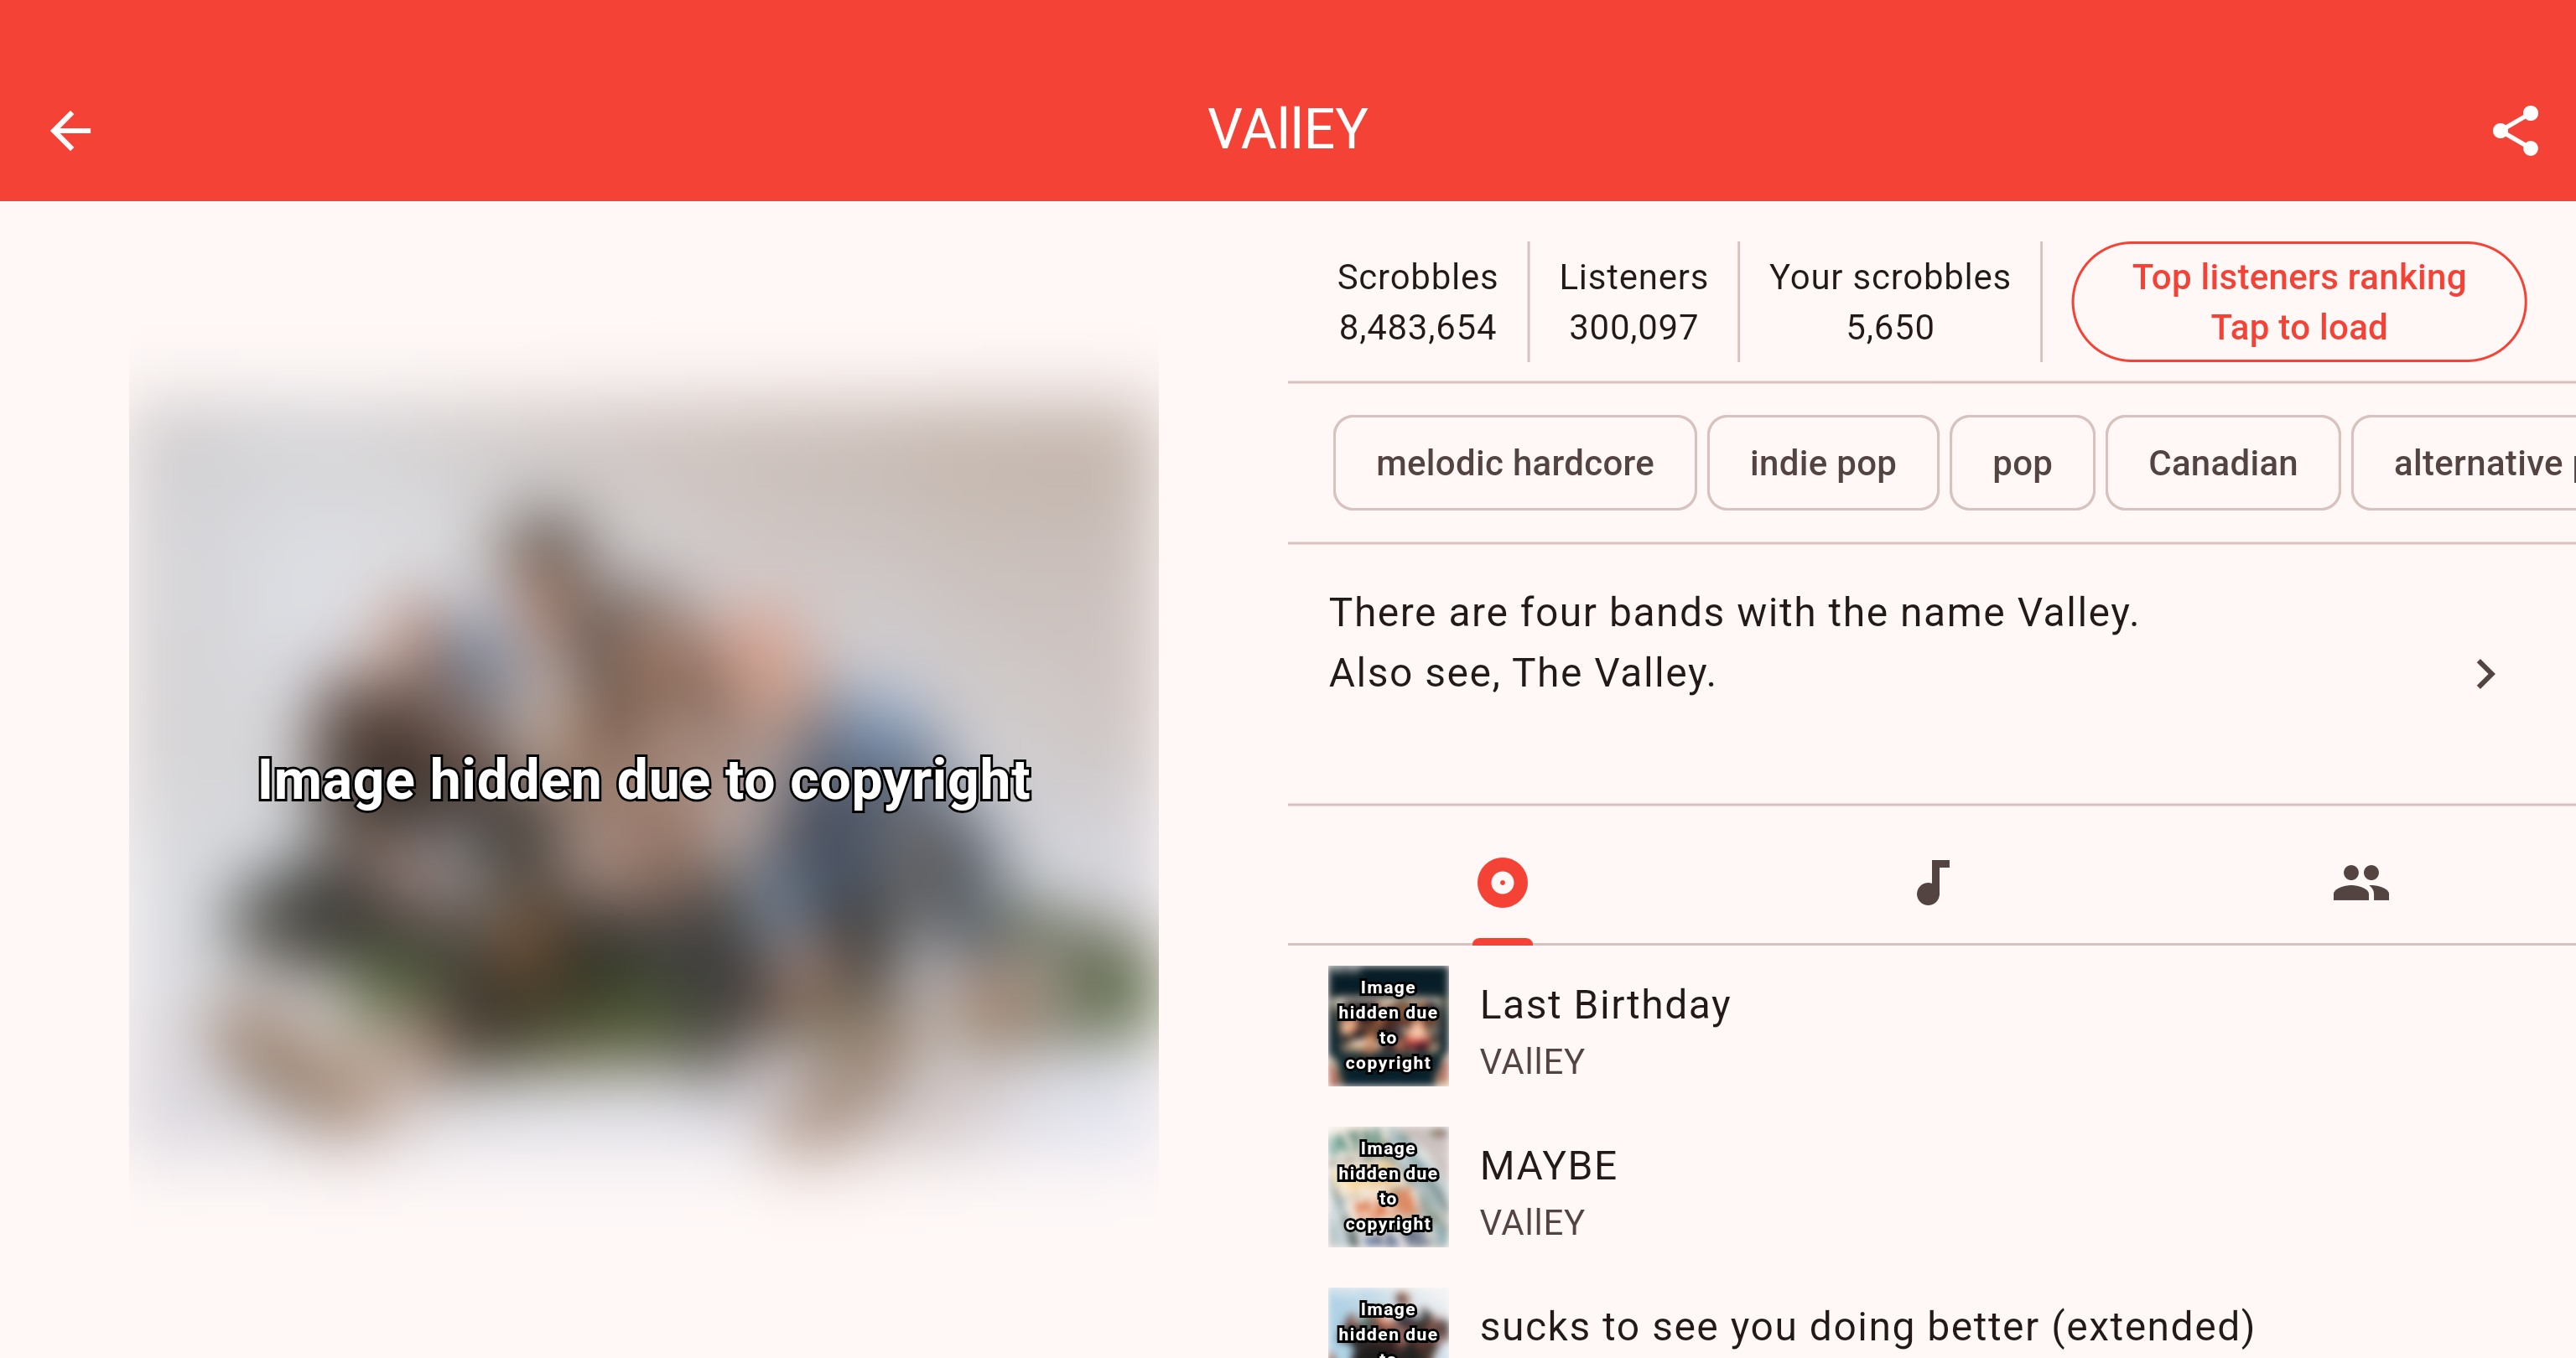 VAllEY
Scrobbles
8,483,654
Listeners
300,097
Your scrobbles
5,650
Top listeners ranking
Tap to load
melodic hardcore
indie pop
pop
Canadian
alternative
There are four bands with the name Valley.
Also see, The Valley.
Image hidden due to copyright
Image
hidden due
to
copyright
Last Birthday
VAllEY
Image
hidden due
to
copyright
MAYBE
VAllEY
Image
hidden due
sucks to see you doing better (extended)